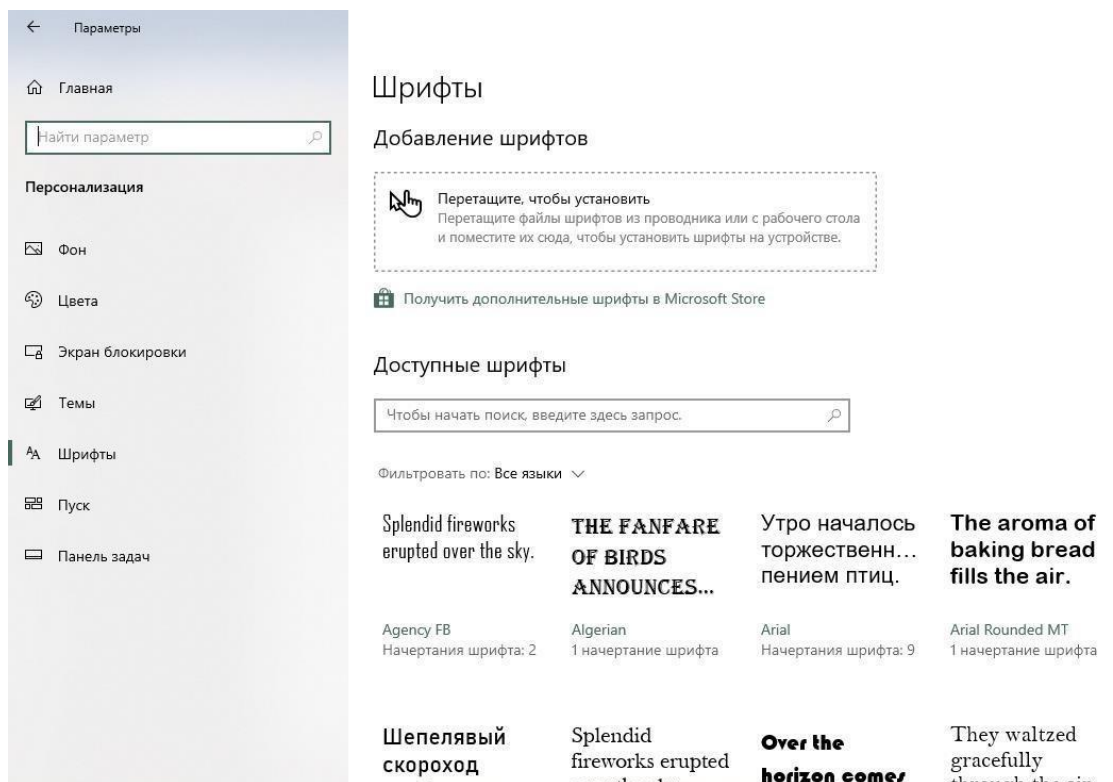 Параметры
Главная
Найти параметр
Персонализация
Фон
Цвета
Экран блокировки
Темы
Шрифты
Пуск
Панель задач
Шрифты
Добавление шрифтов
Перетащите, чтобы установить
Перетащите файлы шрифтов из проводника или с рабочего стола
и поместите их сюда, чтобы установить шрифты на устройстве.
Получить дополнительные шрифты в Microsoft Store
Доступные шрифты
Чтобы начать поиск, введите здесь запрос.
Фильтровать по: Все языки
Splendid fireworks
erupted over the sky.
Agency FB
Начертания шрифта: 2
THE FANFARE
OF BIRDS
ANNOUNCES...
Algerian
1 начертание шрифта
Утро началось
торжественн...
пением птиц.
Arial
Начертания шрифта: 9
The aroma of
baking bread
fills the air.
Arial Rounded MT
1 начертание шрифта
Шепелявый
скороход
Splendid
fireworks erupted
Over the
horizon comes
They waltzed
gracefully